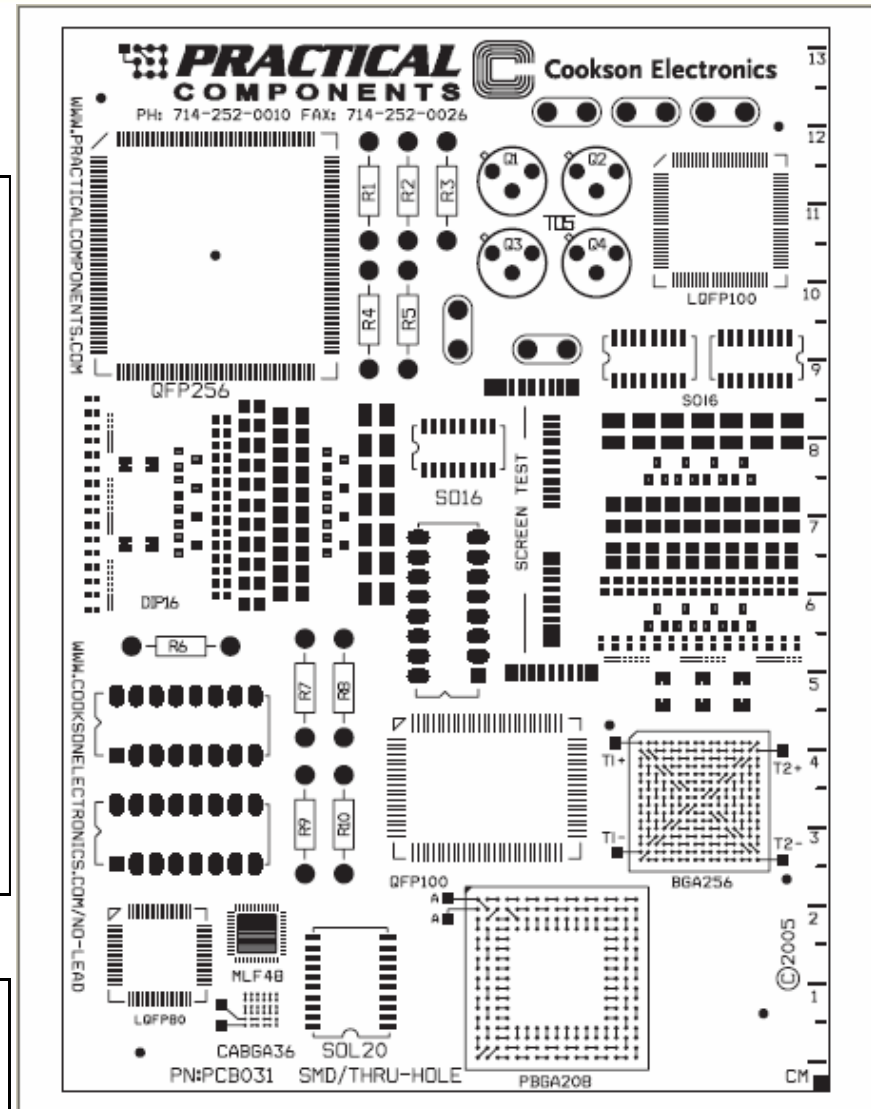 PRACTICAL
COMPONENTS
Cookson Electronics
PH: 714-252-0010 FAX: 714-252-0026
WWW.PRACTICALCOMPONENTS.COM
13
12
11
10
9
8
7
6
5
4
3
2
1
CM
R1
R2
R3
R4
R5
Q1
Q2
TO5
Q3
Q4
LQFP100
QFP256
SO16
SO16
SCREEN TEST
DIP16
R6
R7
R8
R9
R10
WWW.COOKSONELECTRONICS.COM/NO-LEAD
T1+
T2+
T1-
T2-
BGA256
QFP100
A
A
©2005
MLF48
LQFP80
CABGA36
SOL20
PBGA208
PN:PCB031 SMD/THRU-HOLE